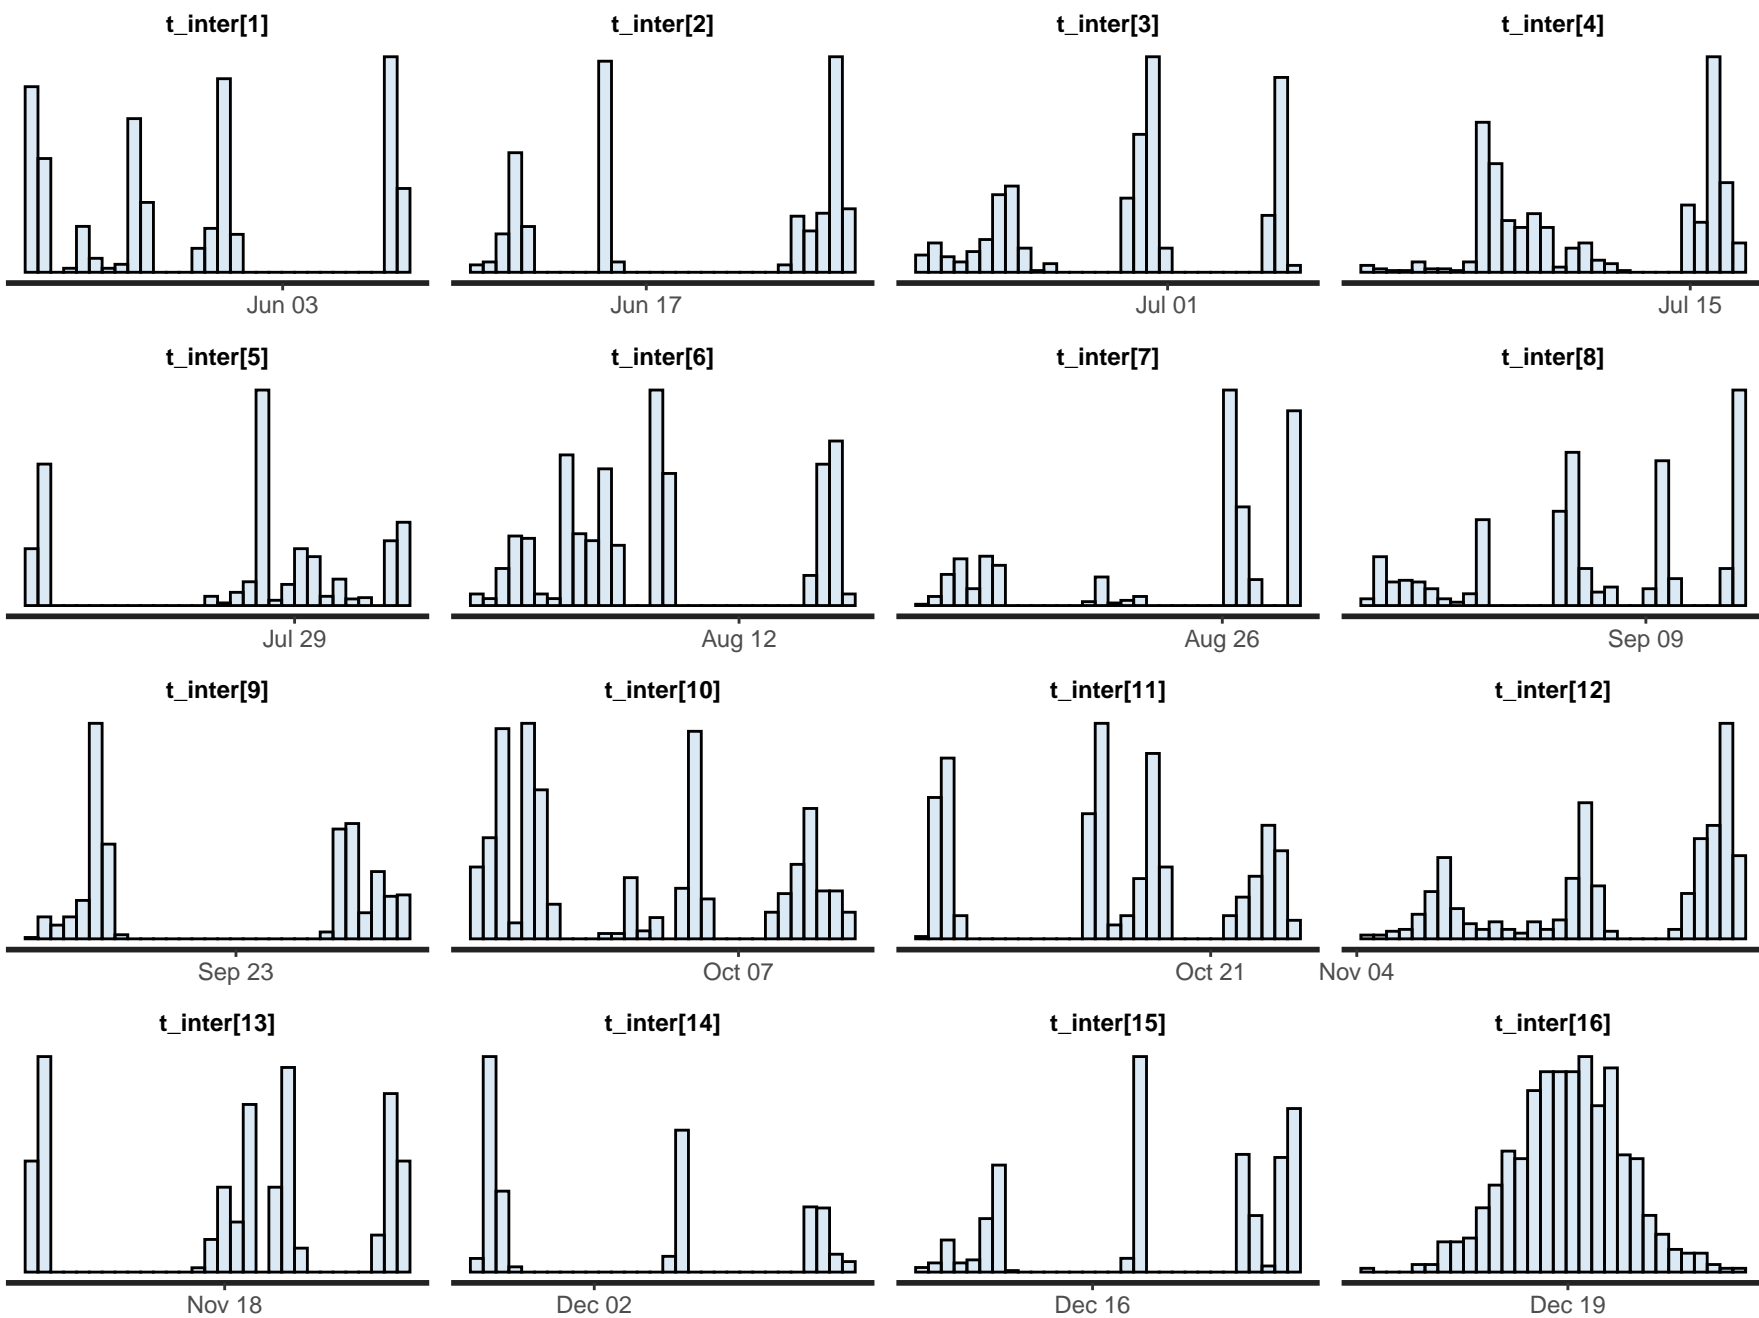 t_inter[1] t_inter[2] t_inter[3] t_inter[4]
Jun 03 Jun 17 Jul 01 Jul 15
t_inter[5] t_inter[6] t_inter[7] t_inter[8]
Jul 29 Aug 12 Aug 26 Sep 09
t_inter[9] t_inter[10] t_inter[11] t_inter[12]
Sep 23 Oct 07 Oct 21 Nov 04
t_inter[13] t_inter[14] t_inter[15] t_inter[16]
Nov 18 Dec 02 Dec 16 Dec 19